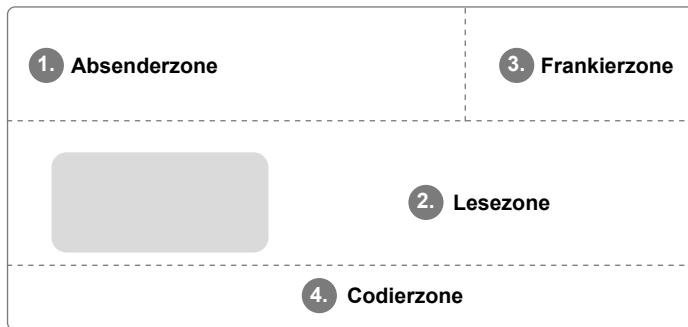 1. Absenderzone
3. Frankierzone
2. Lesezone
4. Codierzone